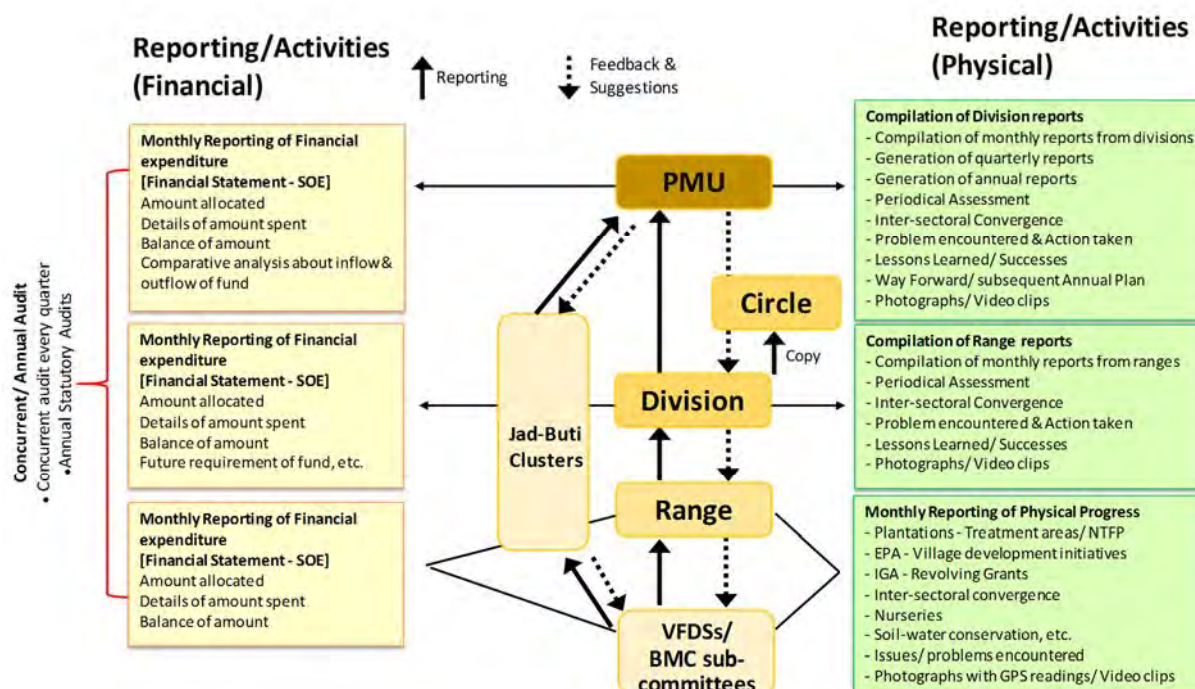 Reporting/Activities
(Financial)
Reporting
Feedback &
Suggestions
Reporting/Activities
(Physical)
Concurrent/ Annual Audit
• Concurrent audit every quarter
•Annual Statutory Audits
Monthly Reporting of Financial
expenditure
[Financial Statement - SOE]
Amount allocated
Details of amount spent
Balance of amount
Comparative analysis about inflow &
outflow of fund
Monthly Reporting of Financial
expenditure
[Financial Statement - SOE]
Amount allocated
Details of amount spent
Balance of amount
Future requirement of fund, etc.
Monthly Reporting of Financial
expenditure
[Financial Statement - SOE]
Amount allocated
Details of amount spent
Balance of amount
PMU
Circle
Copy
Division
Jad-Buti
Clusters
Range
VFDSs/
BMC sub-
committees
Compilation of Division reports
- Compilation of monthly reports from divisions
- Generation of quarterly reports
- Generation of annual reports
- Periodical Assessment
- Inter-sectoral Convergence
- Problem encountered & Action taken
- Lessons Learned/ Successes
- Way Forward/ subsequent Annual Plan
- Photographs/ Video clips
Compilation of Range reports
- Compilation of monthly reports from ranges
- Periodical Assessment
- Inter-sectoral Convergence
- Problem encountered & Action taken
- Lessons Learned/ Successes
- Photographs/ Video clips
Monthly Reporting of Physical Progress
- Plantations - Treatment areas/ NTFP
- EPA - Village development initiatives
- IGA - Revolving Grants
- Inter-sectoral convergence
- Nurseries
- Soil-water conservation, etc.
- Issues/ problems encountered
- Photographs with GPS readings/ Video clips